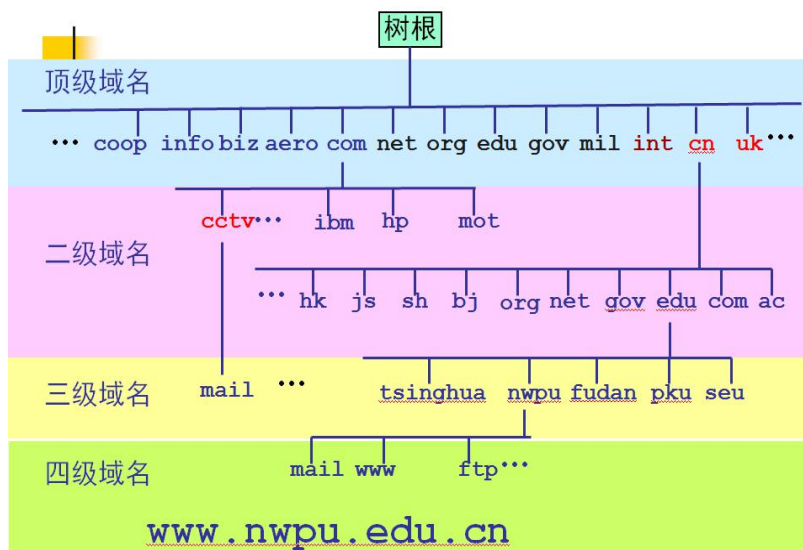 树根
顶级域名
… coop info biz aero com net org edu gov mil int cn uk …
cctv … ibm hp mot
二级域名
… hk js sh bj org net gov edu com ac
三级域名 mail … tsinghua nwpu fudan pku seu
四级域名 mail www ftp …
www.nwpu.edu.cn